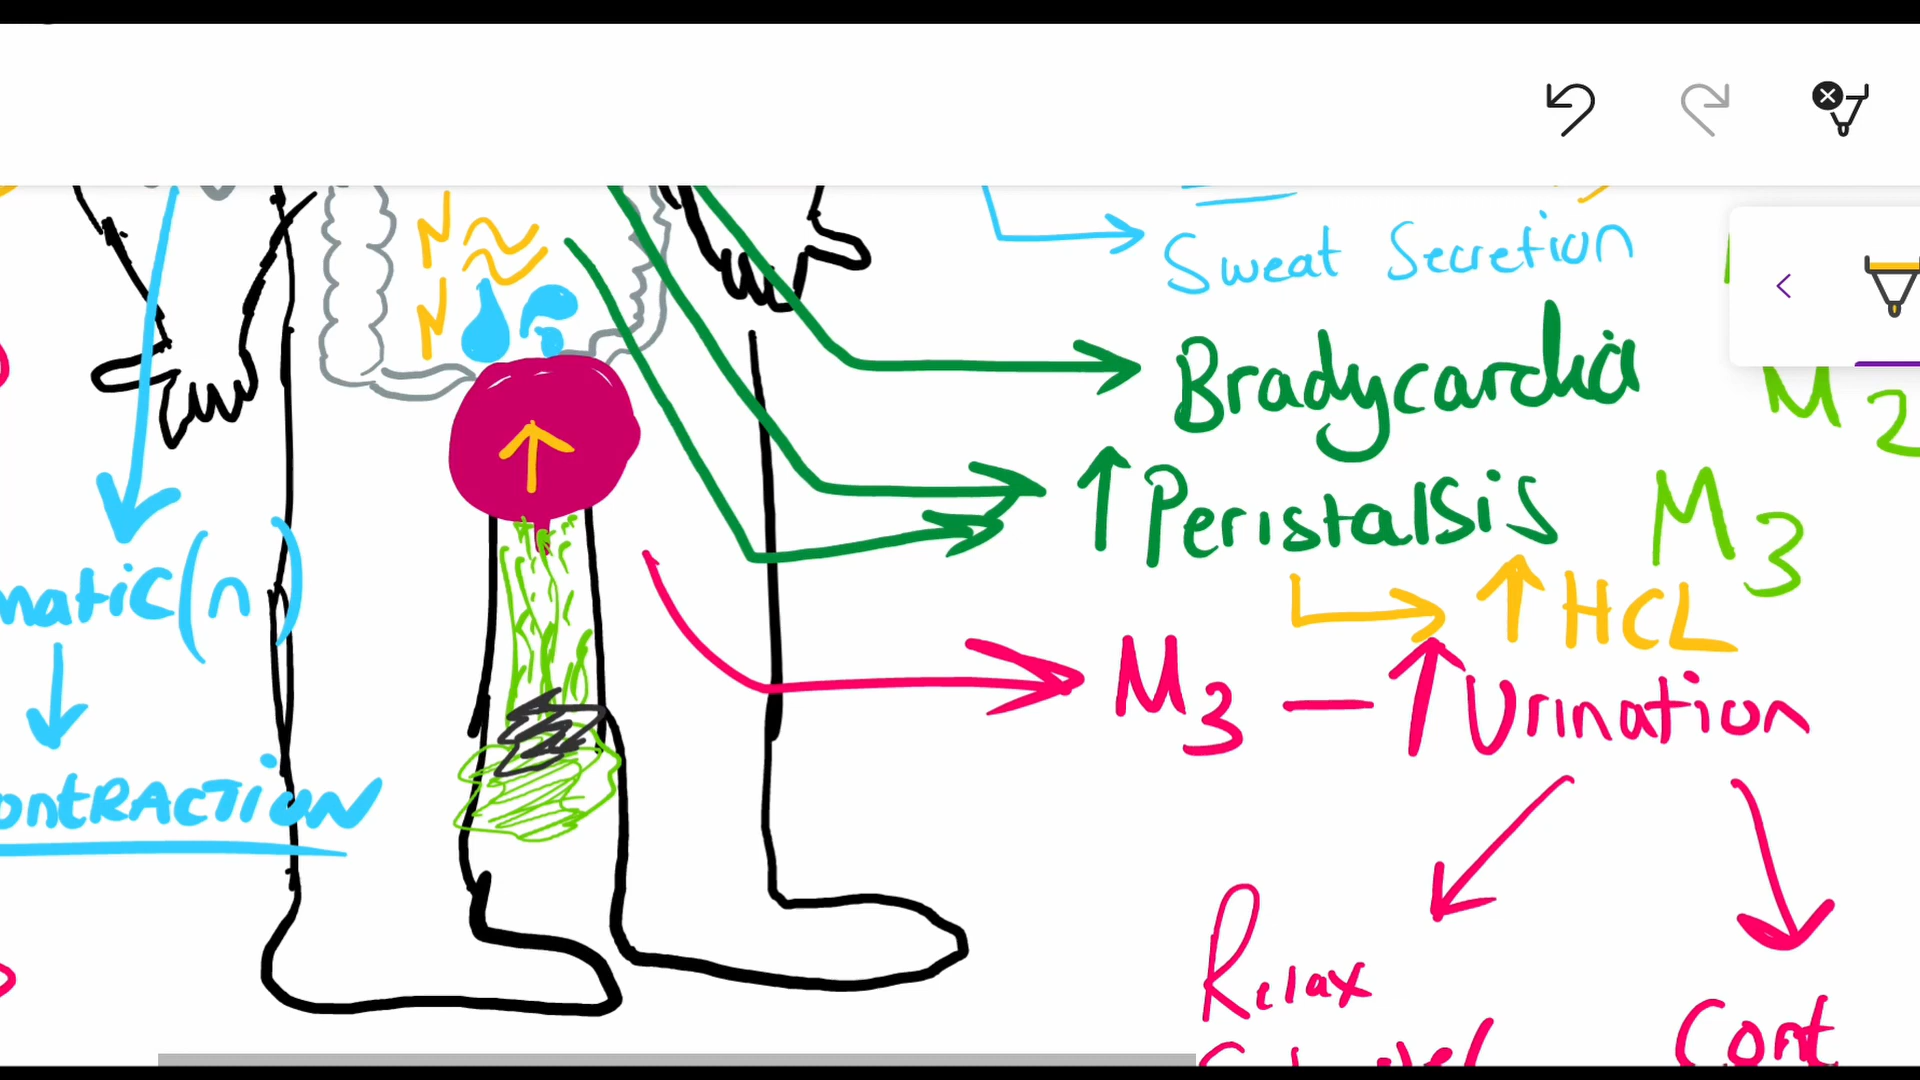 Sweat Secretion
Bradycardia
M2
↑ Peristalsis M3
↑ HCL
matic(n)
M3 - ↑ Urination
ontRACTION
Relax
Cont